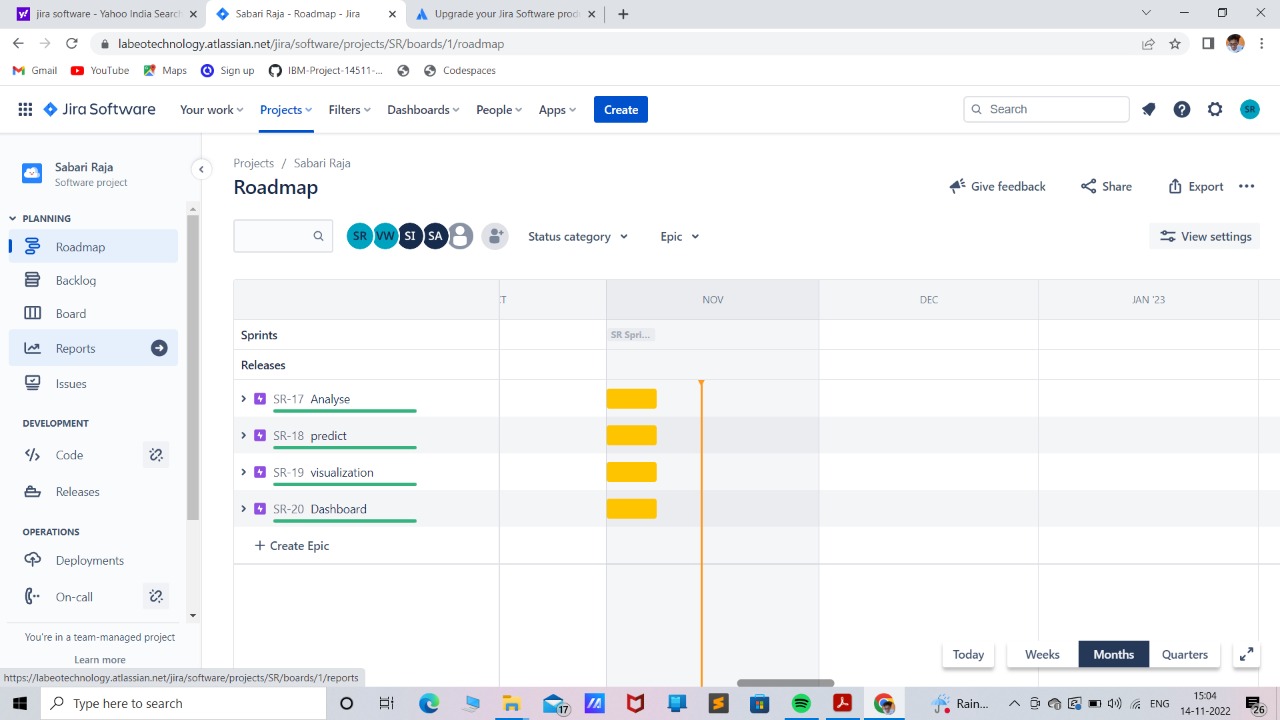 jira software - Yahoo India Search
Sabari Raja - Roadmap - Jira
Upgrade your Jira Software prod
labeotechnology.atlassian.net/jira/software/projects/SR/boards/1/roadmap
Gmail
YouTube
Maps
Sign up
IBM-Project-14511-...
Codespaces
Jira Software
Your work
Projects
Filters
Dashboards
People
Apps
Create
Search
SR
Sabari Raja
Software project
PLANNING
Roadmap
Backlog
Board
Reports
Issues
DEVELOPMENT
Code
Releases
OPERATIONS
Deployments
On-call
You're in a team-managed project
Learn more
Projects / Sabari Raja
Roadmap
Give feedback
Share
Export
SR VW SI SA
Status category
Epic
View settings
NOV
DEC
JAN '23
Sprints
SR Spri...
Releases
SR-17 Analyse
SR-18 predict
SR-19 visualization
SR-20 Dashboard
+ Create Epic
Today
Weeks
Months
Quarters
https://labeotechnology.atlassian.net/jira/software/projects/SR/boards/1/reports
Type here to search
17
Rain...
ENG
15:04
14-11-2022
26